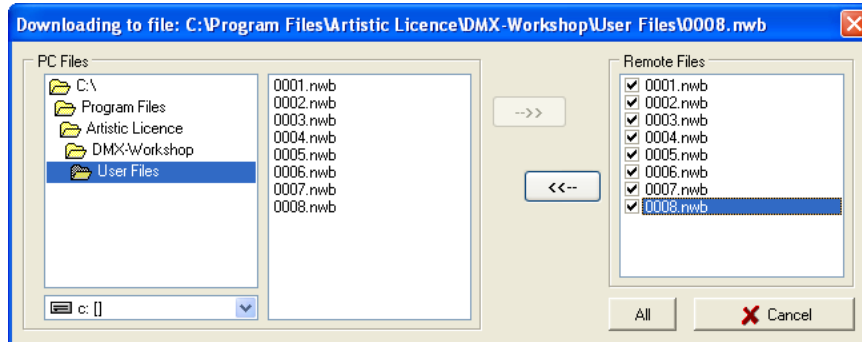 Downloading to file: C:\Program Files\Artistic Licence\DMX-Workshop\User Files\0008.nwb
PC Files
C:\
Program Files
Artistic Licence
DMX-Workshop
User Files
c: []
0001.nwb
0002.nwb
0003.nwb
0004.nwb
0005.nwb
0006.nwb
0007.nwb
0008.nwb
-->>
<<--
Remote Files
0001.nwb
0002.nwb
0003.nwb
0004.nwb
0005.nwb
0006.nwb
0007.nwb
0008.nwb
All
Cancel